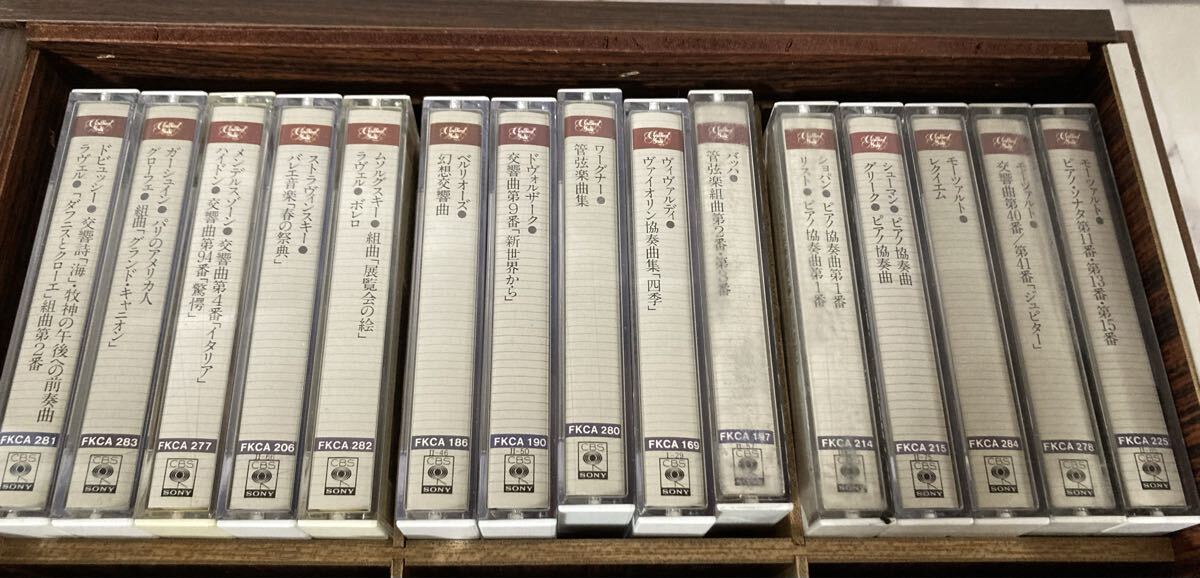 ドビュッシー●交響詩「海」・牧神の午後への前奏曲
ラヴェル●「ダフニスとクローエ」組曲第2番
FKCA 281
CBS
SONY
ガーシュイン●パリのアメリカ人
グローフェ●組曲「グランド・キャニオン」
FKCA 283
CBS
SONY
メンデルスゾーン●交響曲第4番「イタリア」
ハイドン●交響曲第94番「驚愕」
FKCA 277
CBS
SONY
ストラヴィンスキー●
バレエ音楽「春の祭典」
FKCA 206
CBS
SONY
ムソルグスキー●組曲「展覧会の絵」
ラヴェル●ボレロ
FKCA 282
CBS
SONY
ベルリオーズ●
幻想交響曲
FKCA 186
II-46
CBS
SONY
ドヴォルザーク●
交響曲第9番「新世界から」
FKCA 190
II-50
CBS
SONY
ワーグナー●
管弦楽曲集
FKCA 280
CBS
SONY
ヴィヴァルディ●
ヴァイオリン協奏曲集「四季」
FKCA 169
I-29
CBS
SONY
バッハ●
管弦楽組曲第2番・第3番
CBS
SONY
ショパン●ピアノ協奏曲第1番
リスト●ピアノ協奏曲第1番
FKCA 214
CBS
SONY
シューマン●ピアノ協奏曲
グリーク●ピアノ協奏曲
FKCA 215
CBS
SONY
モーツァルト●
レクイエム
FKCA 284
CBS
SONY
モーツァルト●
交響曲第40番／第41番「ジュピター」
FKCA 278
CBS
SONY
モーツァルト●
ピアノ・ソナタ第11番・第13番・第15番
FKCA 225
CBS
SONY